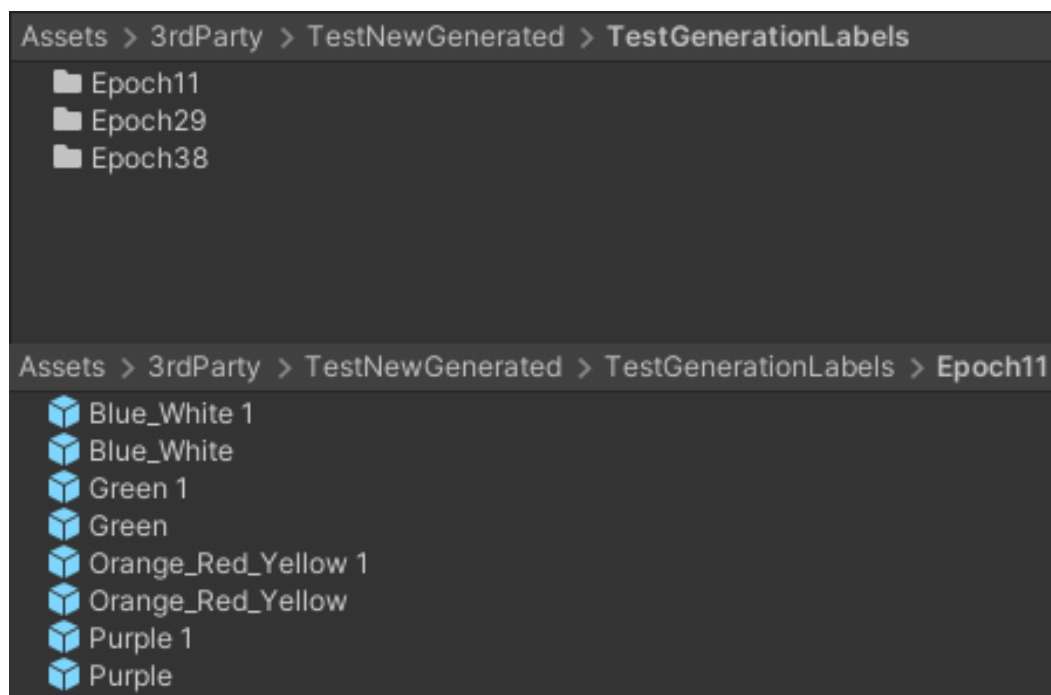 Assets > 3rdParty > TestNewGenerated > TestGenerationLabels
Epoch11
Epoch29
Epoch38
Assets > 3rdParty > TestNewGenerated > TestGenerationLabels > Epoch11
Blue_White 1
Blue_White
Green 1
Green
Orange_Red_Yellow 1
Orange_Red_Yellow
Purple 1
Purple